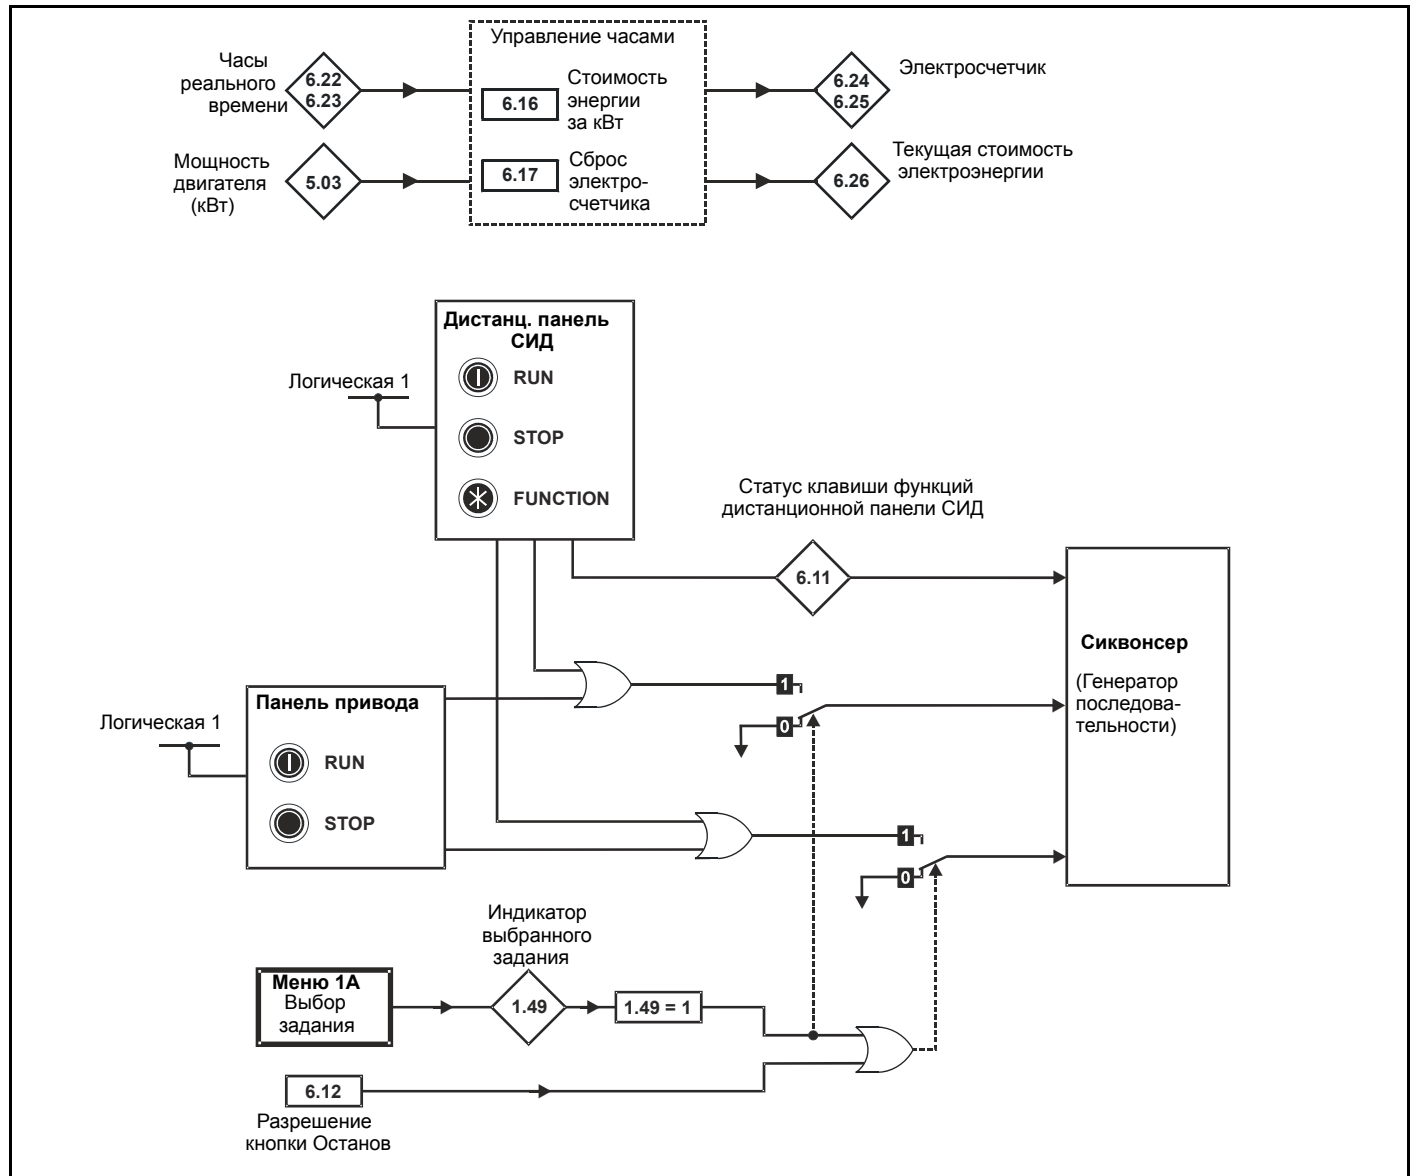 Управление часами
Часы
реального
времени
6.22
6.23
6.16
Стоимость
энергии
за кВт
6.24
6.25
Электросчетчик
Мощность
двигателя
(кВт)
5.03
6.17
Сброс
электро-
счетчика
6.26
Текущая стоимость
электроэнергии
Дистанц. панель
СИД
RUN
STOP
FUNCTION
Логическая 1
Статус клавиши функций
дистанционной панели СИД
6.11
Сиквонсер
(Генератор
последова-
тельности)
1
0
Панель привода
RUN
STOP
Логическая 1
1
0
Индикатор
выбранного
задания
Меню 1А
Выбор
задания
1.49
1.49 = 1
6.12
Разрешение
кнопки Останов